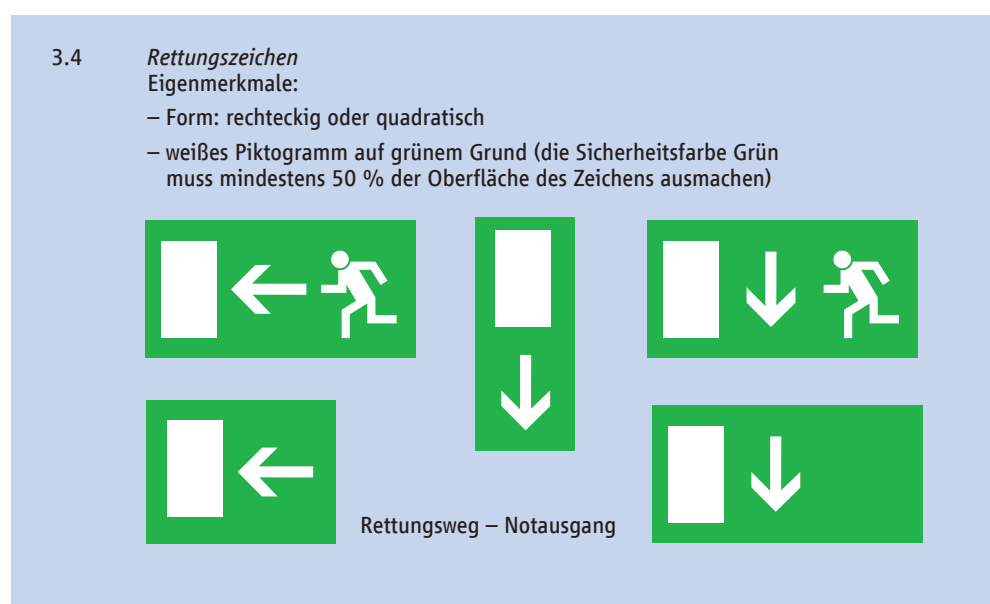 3.4 Rettungszeichen
Eigenmerkmale:
– Form: rechteckig oder quadratisch
– weißes Piktogramm auf grünem Grund (die Sicherheitsfarbe Grün
muss mindestens 50 % der Oberfläche des Zeichens ausmachen)
Rettungsweg – Notausgang